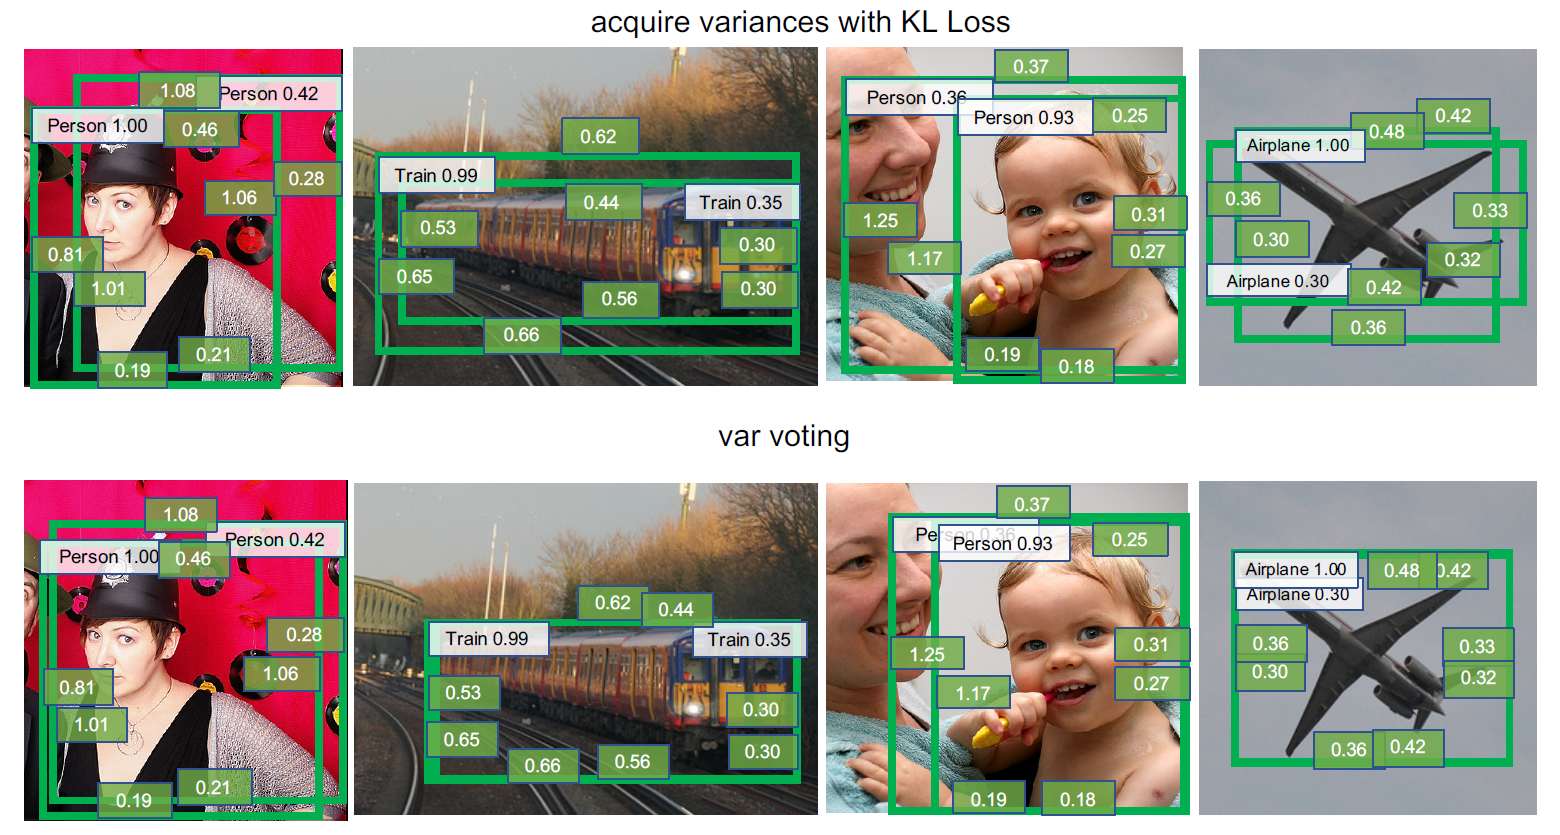 acquire variances with KL Loss
1.08 Person 0.42
Person 1.00 0.46
0.28
1.06
0.81
1.01
0.21
0.19
0.62
Train 0.99
0.44 Train 0.35
0.53
0.30
0.65
0.56 0.30
0.66
0.37
Person 0.36
Person 0.93 0.25
1.25 0.31
1.17 0.27
0.19 0.18
0.48 0.42
Airplane 1.00
0.36 0.33
0.30
0.32
Airplane 0.30 0.42
0.36
var voting
1.08
Person 0.42
Person 1.00 0.46
0.28
1.06
0.81
1.01
0.21
0.19
0.62 0.44
Train 0.99 Train 0.35
0.53
0.30
0.65
0.66 0.56 0.30
0.37
Person 0.36
Person 0.93 0.25
1.25 0.31
1.17 0.27
0.19 0.18
Airplane 1.00 0.48 0.42
Airplane 0.30
0.36 0.33
0.30 0.32
0.36 0.42